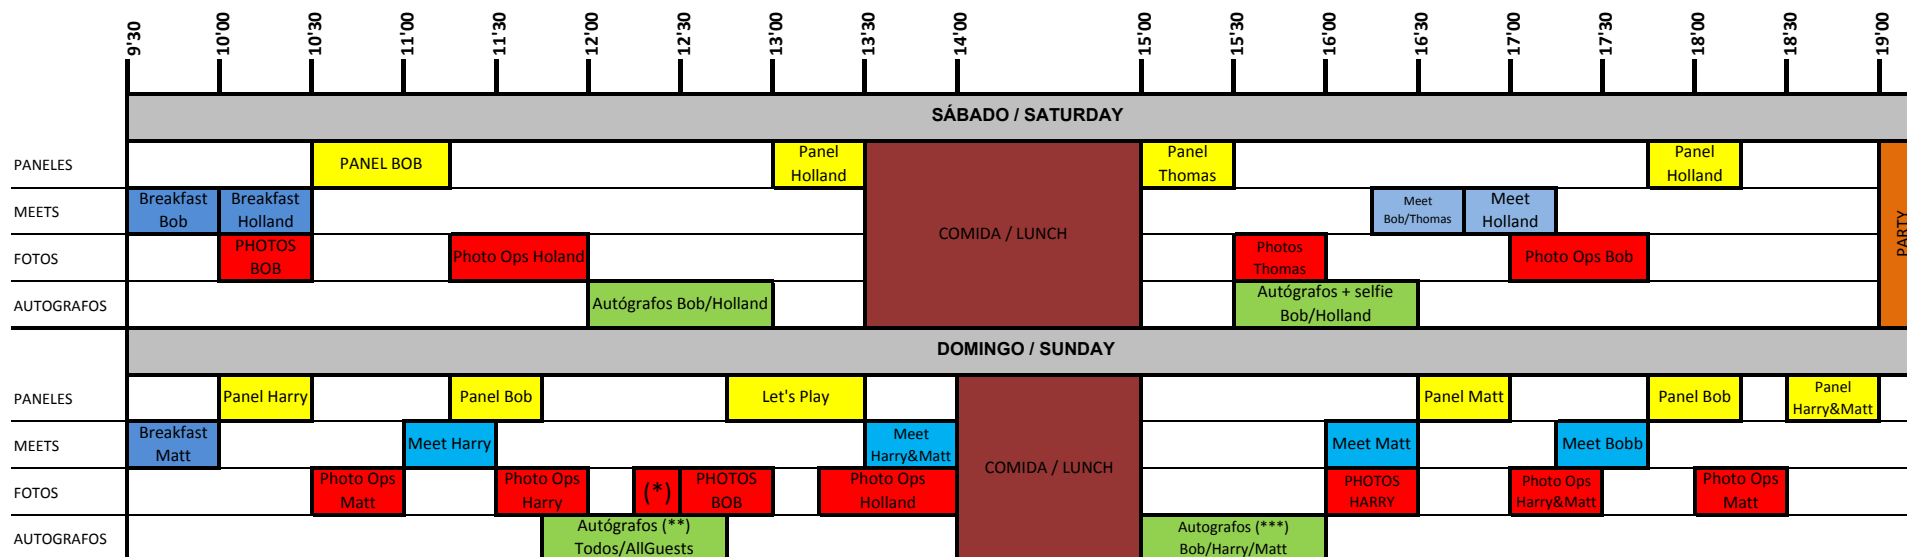 9'30
10'00
10'30
11'00
11'30
12'00
12'30
13'00
13'30
14'00
15'00
15'30
16'00
16'30
17'00
17'30
18'00
18'30
19'00
SÁBADO / SATURDAY
PANELES
PANEL BOB
Panel
Holland
Panel
Thomas
Panel
Holland
MEETS
Breakfast
Bob
Breakfast
Holland
Meet
Bob/Thomas
Meet
Holland
COMIDA / LUNCH
PARTY
FOTOS
PHOTOS
BOB
Photo Ops Holand
Photos
Thomas
Photo Ops Bob
AUTOGRAFOS
Autógrafos Bob/Holland
Autógrafos + selfie
Bob/Holland
DOMINGO / SUNDAY
PANELES
Panel Harry
Panel Bob
Let's Play
Panel Matt
Panel Bob
Panel
Harry&Matt
MEETS
Breakfast
Matt
Meet Harry
Meet
Harry&Matt
Meet Matt
Meet Bobb
COMIDA / LUNCH
FOTOS
Photo Ops
Matt
Photo Ops
Harry
(*)
PHOTOS
BOB
Photo Ops
Holland
PHOTOS
HARRY
Photo Ops
Harry&Matt
Photo Ops
Matt
AUTOGRAFOS
Autógrafos (**)
Todos/AllGuests
Autografos (***)
Bob/Harry/Matt